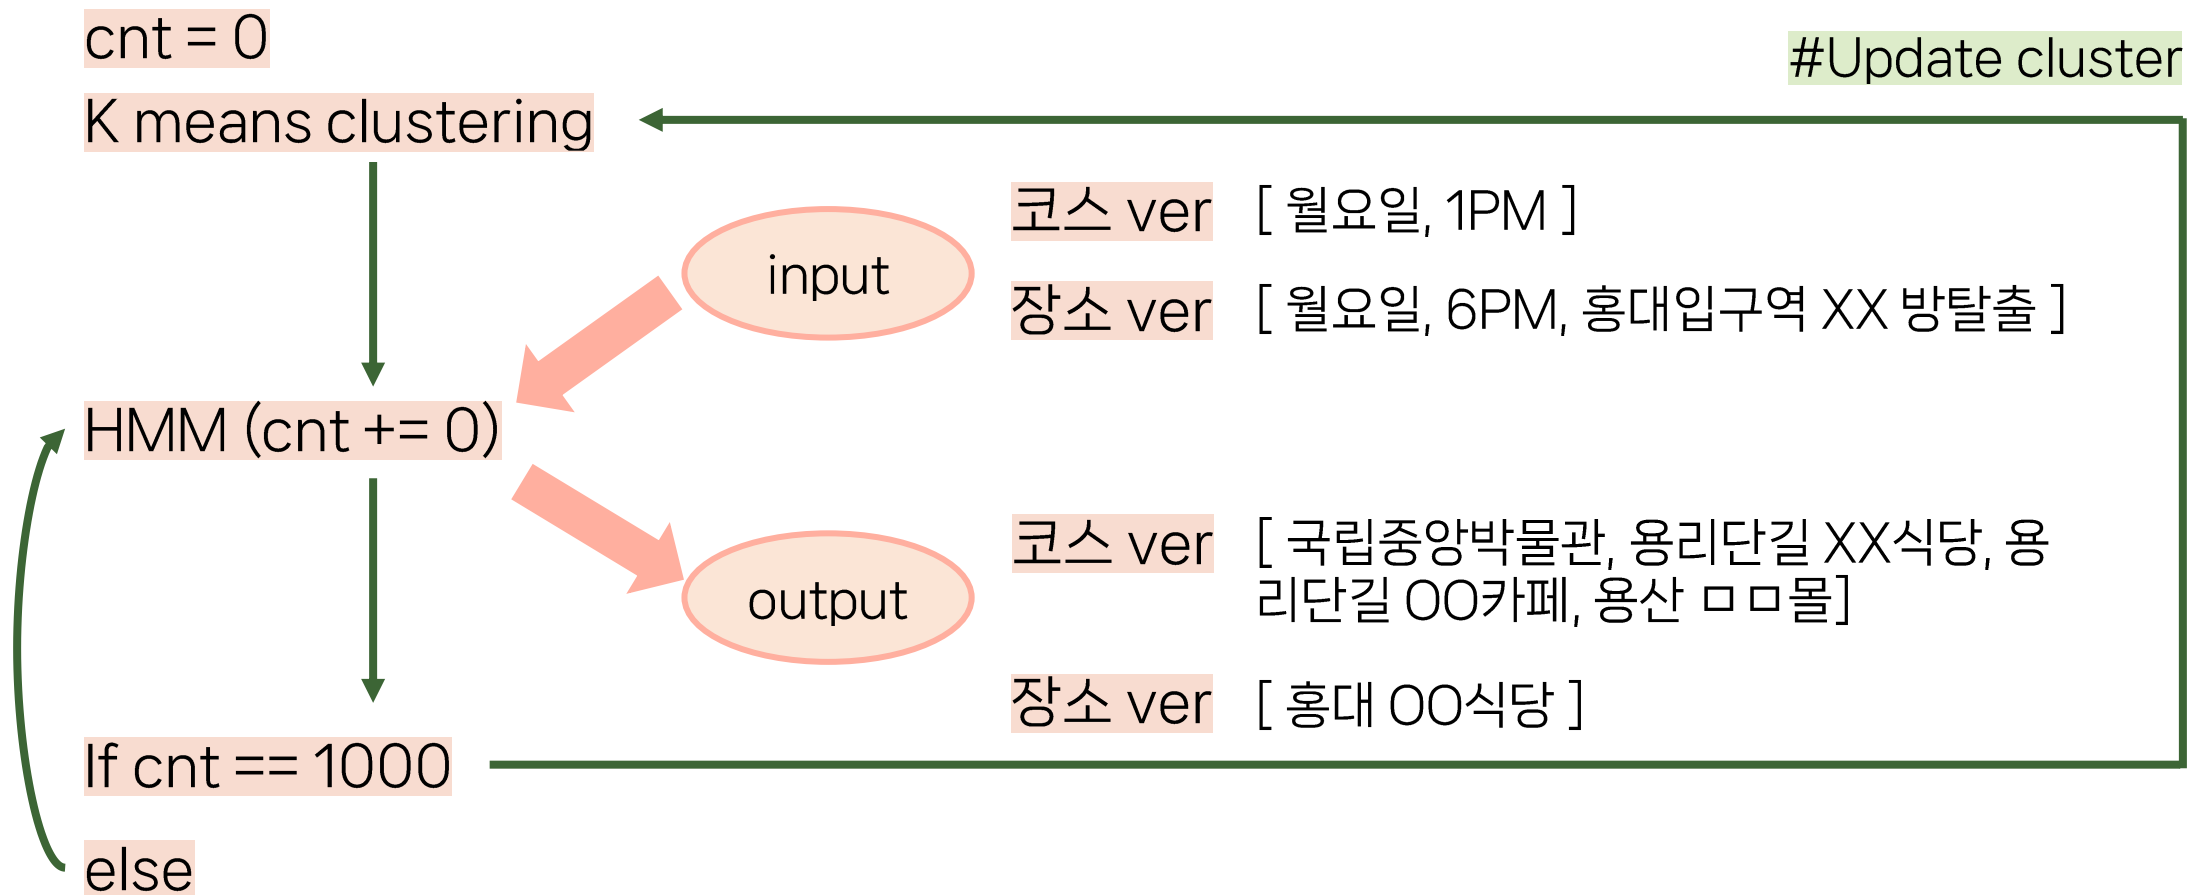 cnt = 0
#Update cluster
K means clustering
코스 ver [ 월요일, 1PM ]
input
장소 ver [ 월요일, 6PM, 홍대입구역 XX 방탈출 ]
HMM (cnt += 0)
코스 ver [ 국립중앙박물관, 용리단길 XX식당, 용
리단길 OO카페, 용산 ㅁㅁ몰]
output
장소 ver [ 홍대 OO식당 ]
If cnt == 1000
else